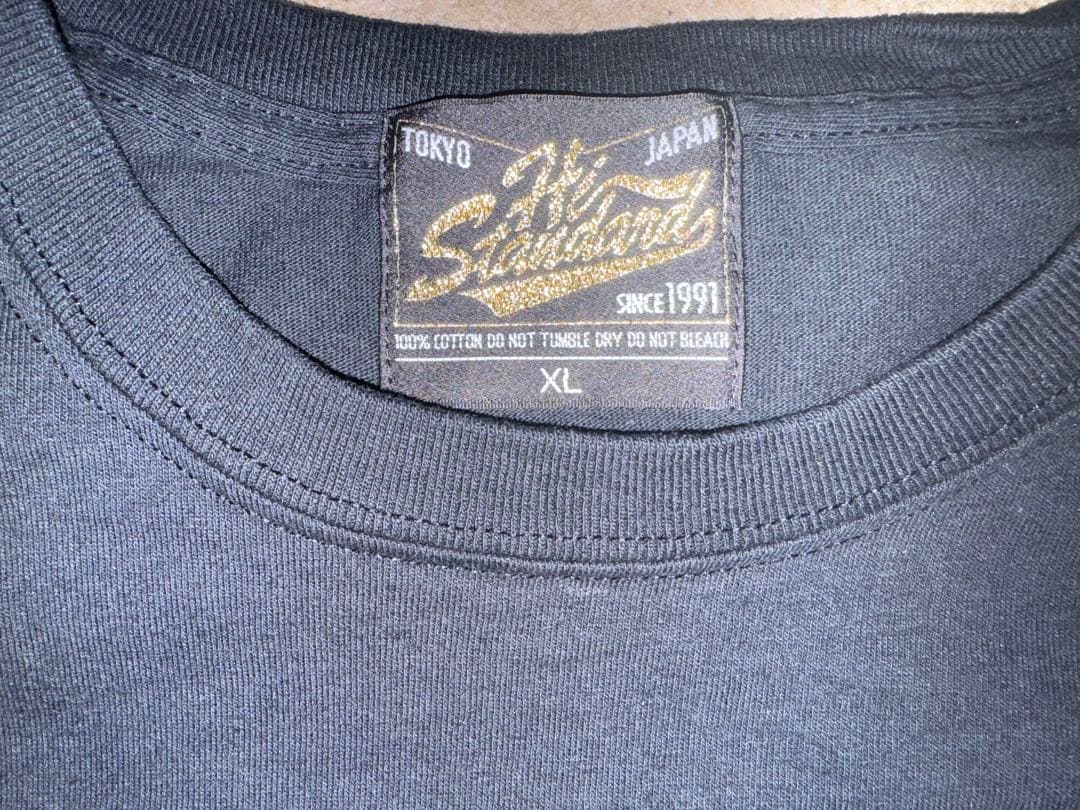 TOKYO JAPAN
Hi
Standard
SINCE 1991
100% COTTON DO NOT TUMBLE DRY DO NOT BLEACH
XL